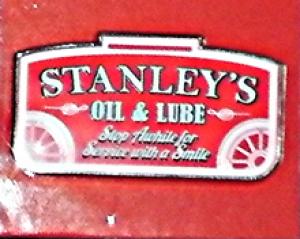 STANLEY'S
OIL & LUBE
Stop Awhile for
Service with a Smile